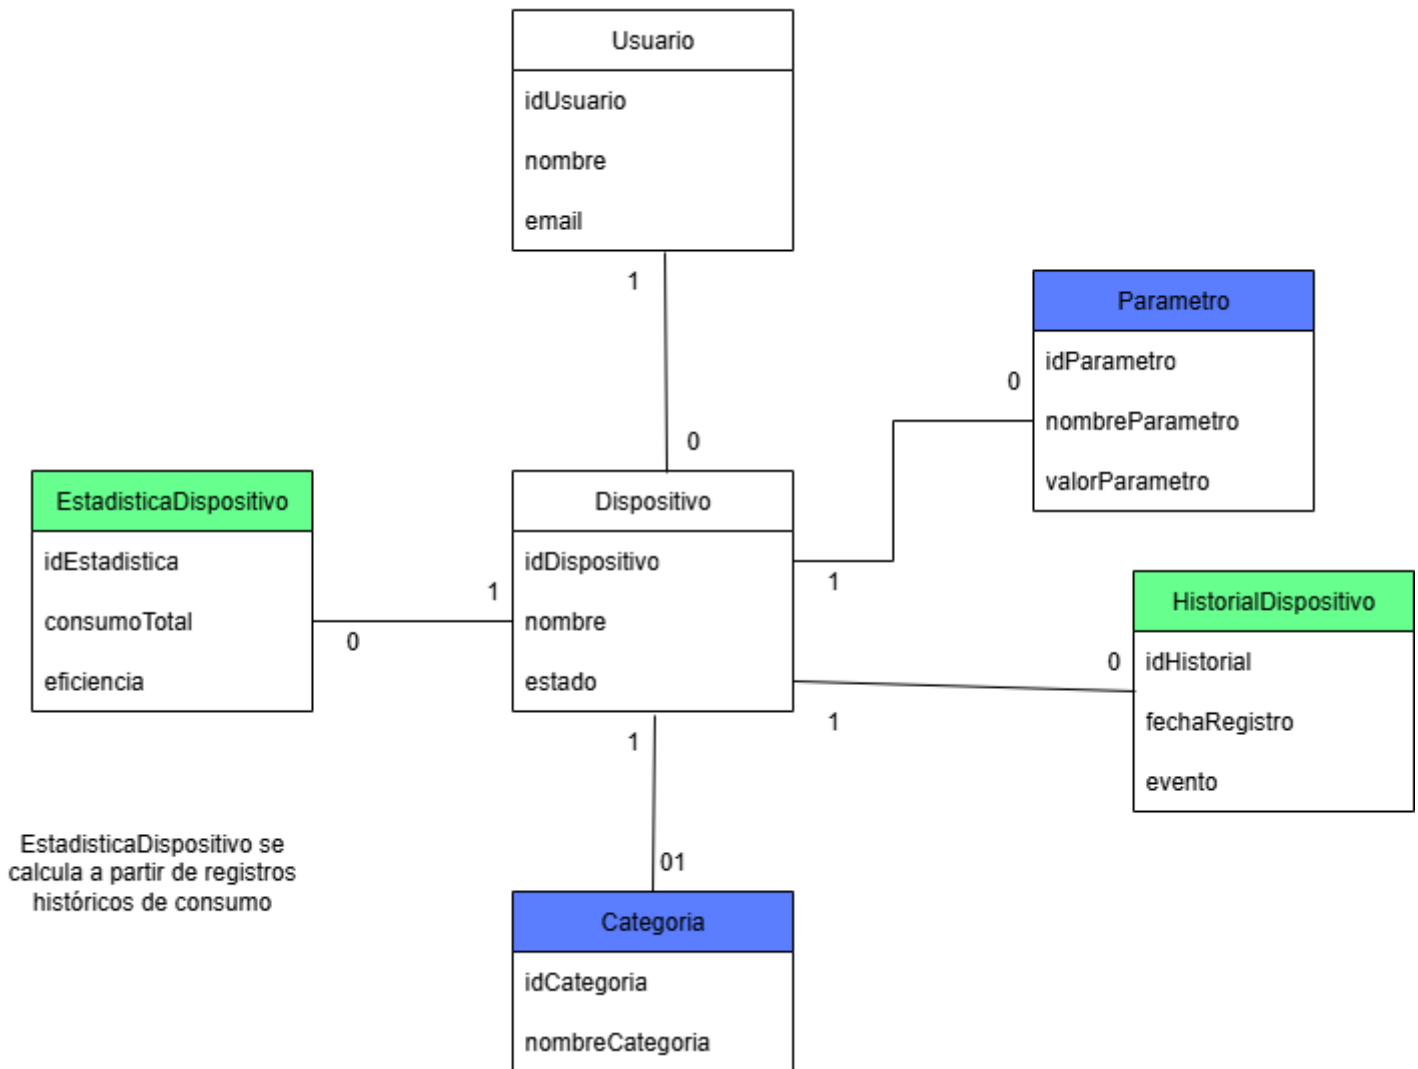 Usuario
idUsuario
nombre
email
1
0
Parametro
idParametro
nombreParametro
valorParametro
0
1
EstadisticaDispositivo
idEstadistica
consumoTotal
eficiencia
0
1
Dispositivo
idDispositivo
nombre
estado
1
0
HistorialDispositivo
idHistorial
fechaRegistro
evento
1
01
EstadisticaDispositivo se
calcula a partir de registros
históricos de consumo
Categoria
idCategoria
nombreCategoria